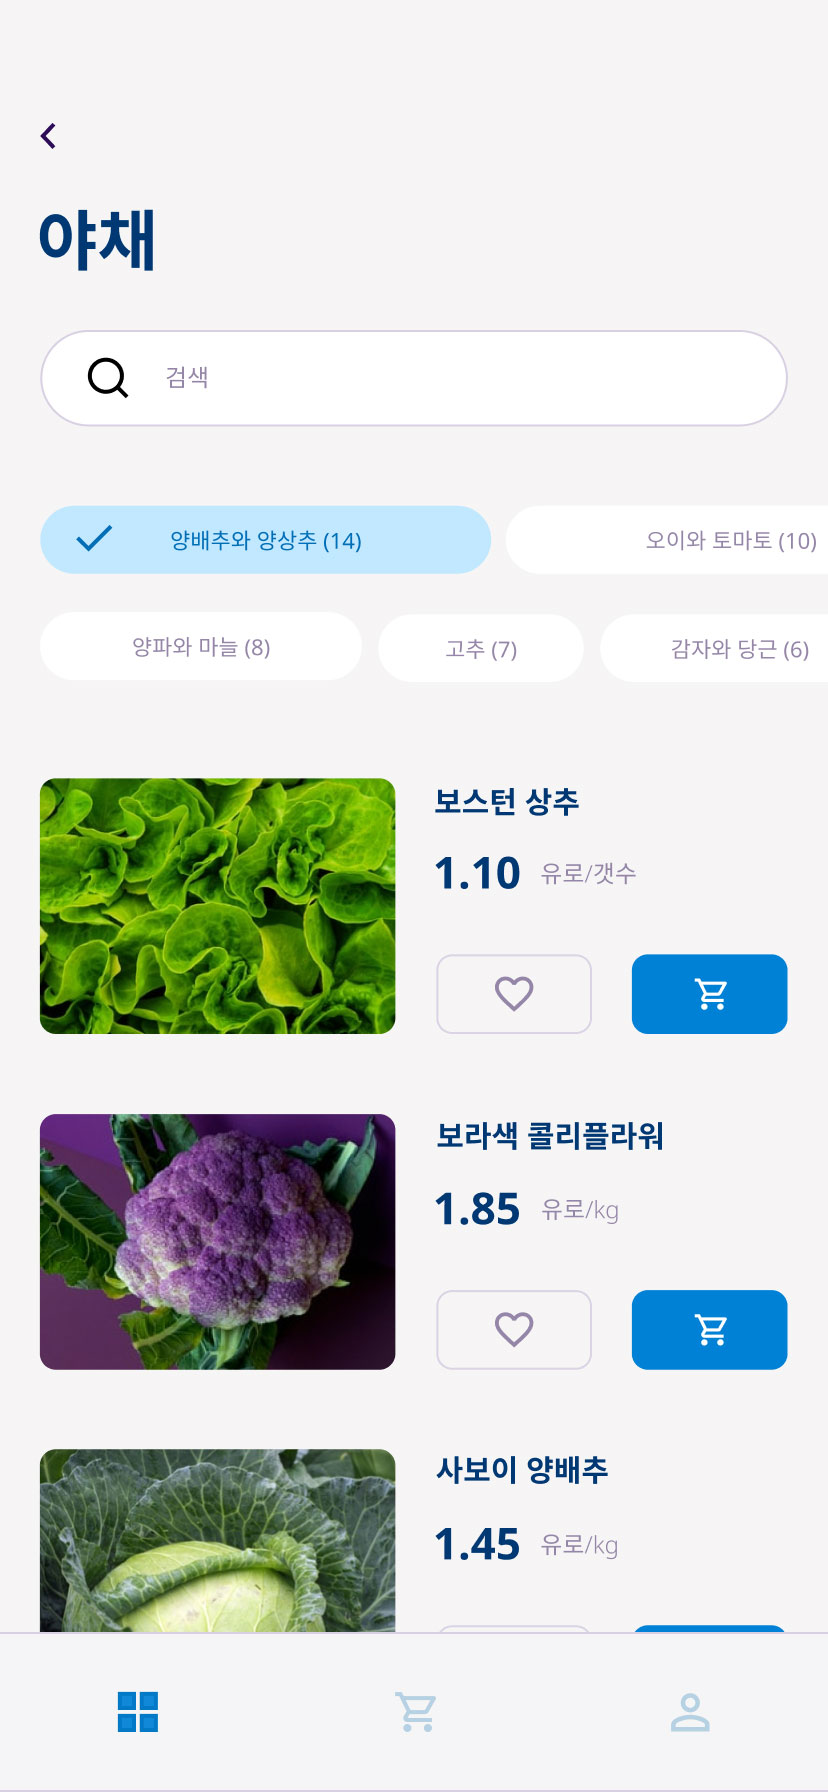 야채
검색
양배추와 양상추 (14)
오이와 토마토 (10)
양파와 마늘 (8)
고추 (7)
감자와 당근 (6)
보스턴 상추
1.10 유로/갯수
보라색 콜리플라워
1.85 유로/kg
사보이 양배추
1.45 유로/kg